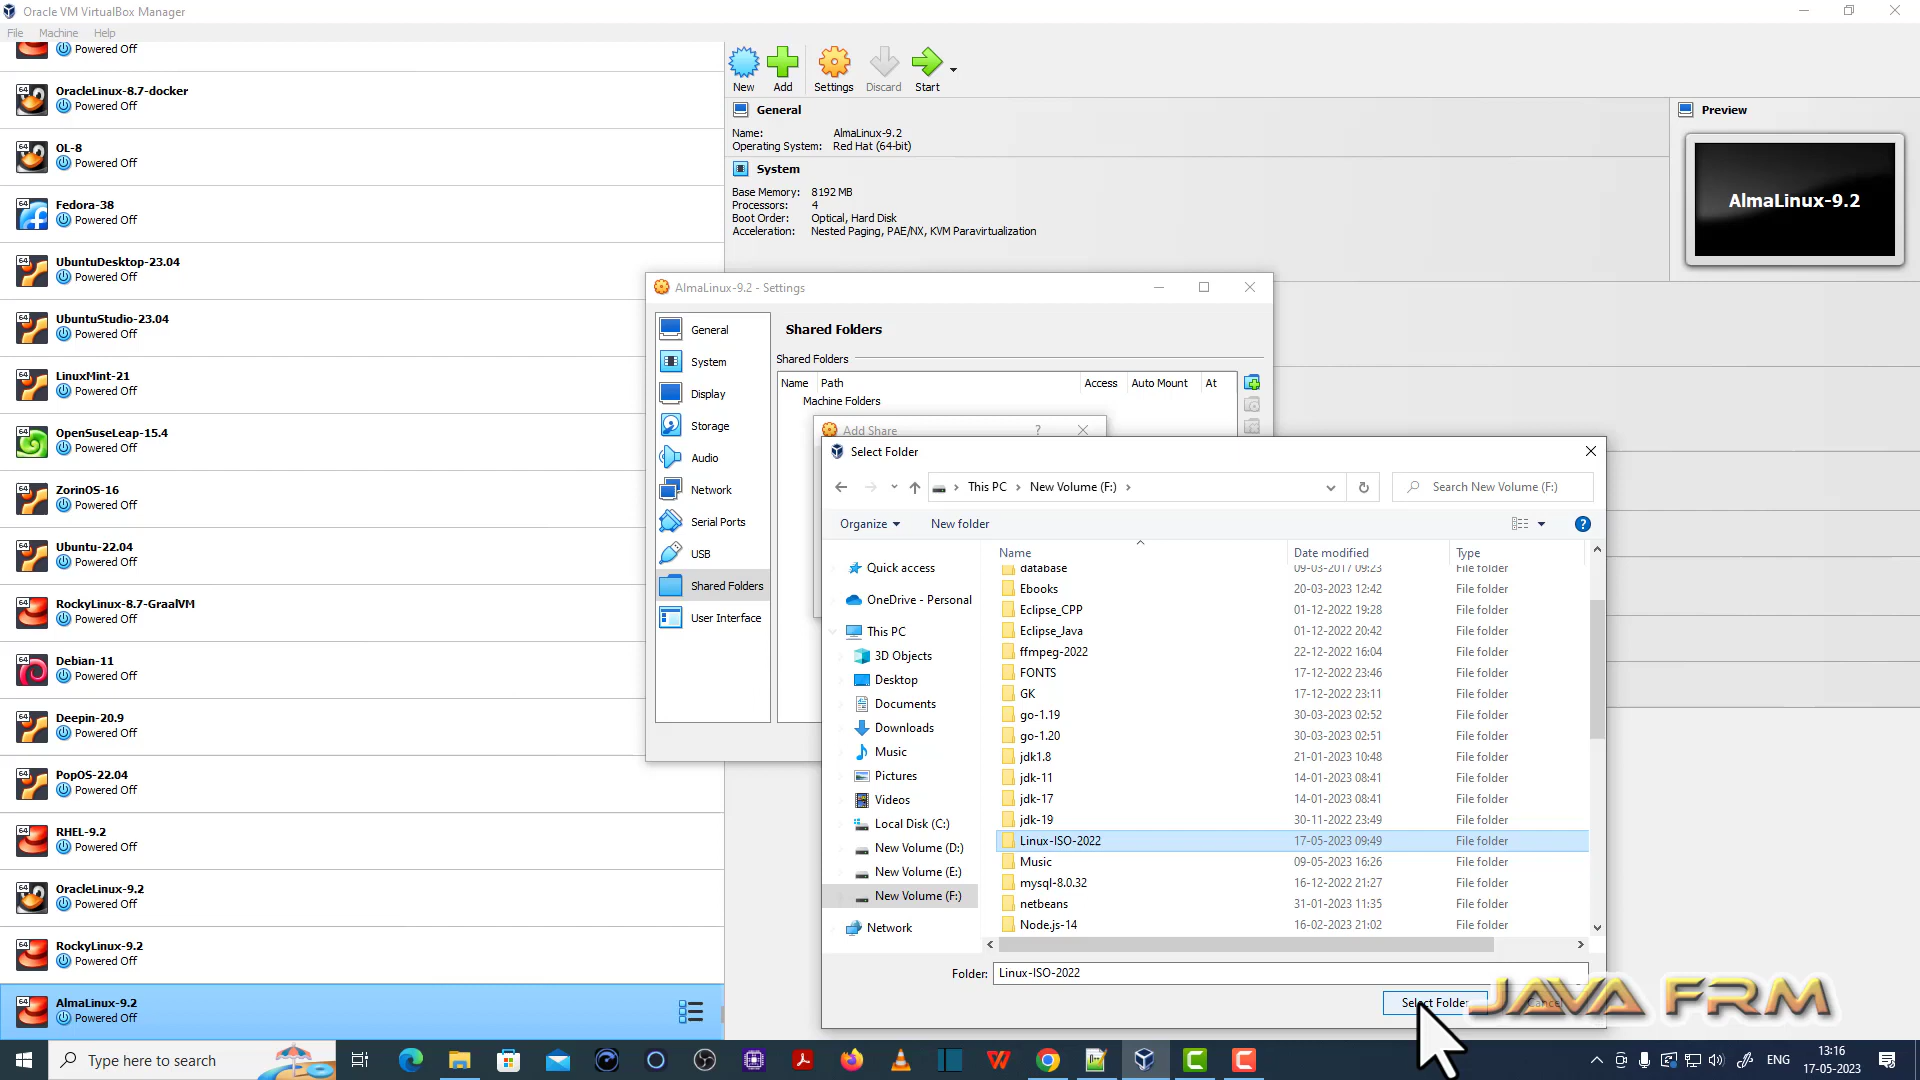 Oracle VM VirtualBox Manager
File Machine Help
Powered Off
OracleLinux-8.7-docker
Powered Off
OL-8
Powered Off
Fedora-38
Powered Off
UbuntuDesktop-23.04
Powered Off
UbuntuStudio-23.04
Powered Off
LinuxMint-21
Powered Off
OpenSuseLeap-15.4
Powered Off
ZorinOS-16
Powered Off
Ubuntu-22.04
Powered Off
RockyLinux-8.7-GraalVM
Powered Off
Debian-11
Powered Off
Deepin-20.9
Powered Off
PopOS-22.04
Powered Off
RHEL-9.2
Powered Off
OracleLinux-9.2
Powered Off
RockyLinux-9.2
Powered Off
AlmaLinux-9.2
Powered Off
New Add Settings Discard Start
General
Name: AlmaLinux-9.2
Operating System: Red Hat (64-bit)
System
Base Memory: 8192 MB
Processors: 4
Boot Order: Optical, Hard Disk
Acceleration: Nested Paging, PAE/NX, KVM Paravirtualization
Preview
AlmaLinux-9.2
AlmaLinux-9.2 - Settings
General
System
Display
Storage
Audio
Network
Serial Ports
USB
Shared Folders
User Interface
Shared Folders
Shared Folders
Name Path Access Auto Mount At
Machine Folders
Add Share ?
Select Folder
This PC New Volume (F:)
Search New Volume (F:)
Organize New folder
Quick access
OneDrive - Personal
This PC
3D Objects
Desktop
Documents
Downloads
Music
Pictures
Videos
Local Disk (C:)
New Volume (D:)
New Volume (E:)
New Volume (F:)
Network
Name Date modified Type
database 09-03-2017 09:23 File folder
Ebooks 20-03-2023 12:42 File folder
Eclipse_CPP 01-12-2022 19:28 File folder
Eclipse_Java 01-12-2022 20:42 File folder
ffmpeg-2022 22-12-2022 16:04 File folder
FONTS 17-12-2022 23:46 File folder
GK 17-12-2022 23:11 File folder
go-1.19 30-03-2023 02:52 File folder
go-1.20 30-03-2023 02:51 File folder
jdk1.8 21-01-2023 10:48 File folder
jdk-11 14-01-2023 08:41 File folder
jdk-17 14-01-2023 08:41 File folder
jdk-19 30-11-2022 23:49 File folder
Linux-ISO-2022 17-05-2023 09:49 File folder
Music 09-05-2023 16:26 File folder
mysql-8.0.32 16-12-2022 21:27 File folder
netbeans 31-01-2023 11:35 File folder
Node.js-14 16-02-2023 21:02 File folder
Folder: Linux-ISO-2022
Select Folder Cancel
JAVA FRM
Type here to search
ENG
13:16
17-05-2023